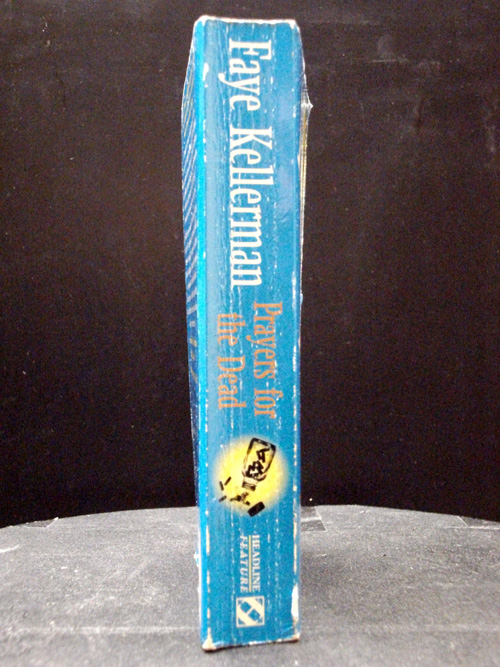 Faye Kellerman
Prayers for
the Dead
HEADLINE
FEATURE